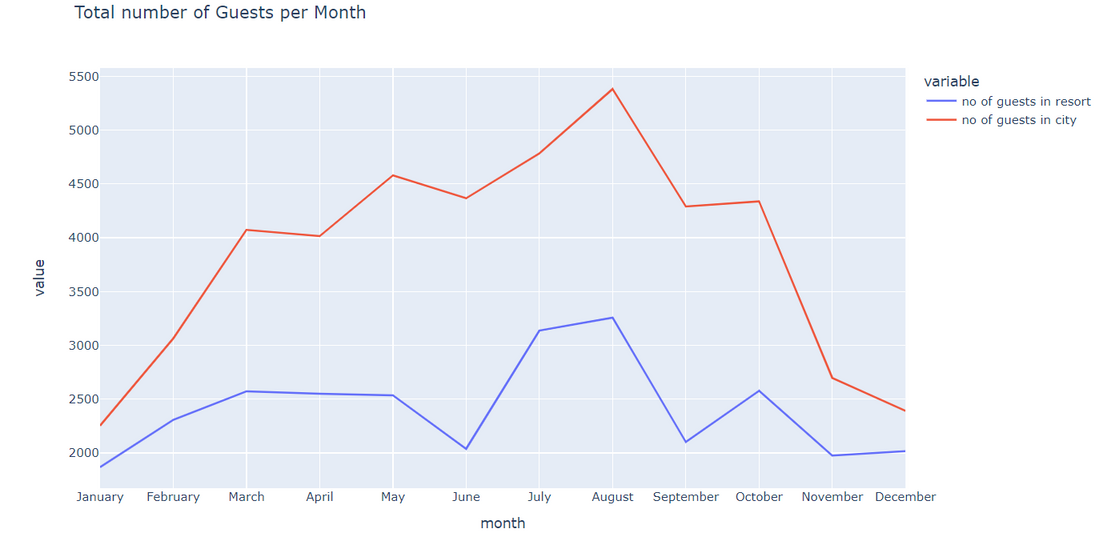 Total number of Guests per Month
variable
no of guests in resort
no of guests in city
value
5500
5000
4500
4000
3500
3000
2500
2000
January February March April May June July August September October November December
month